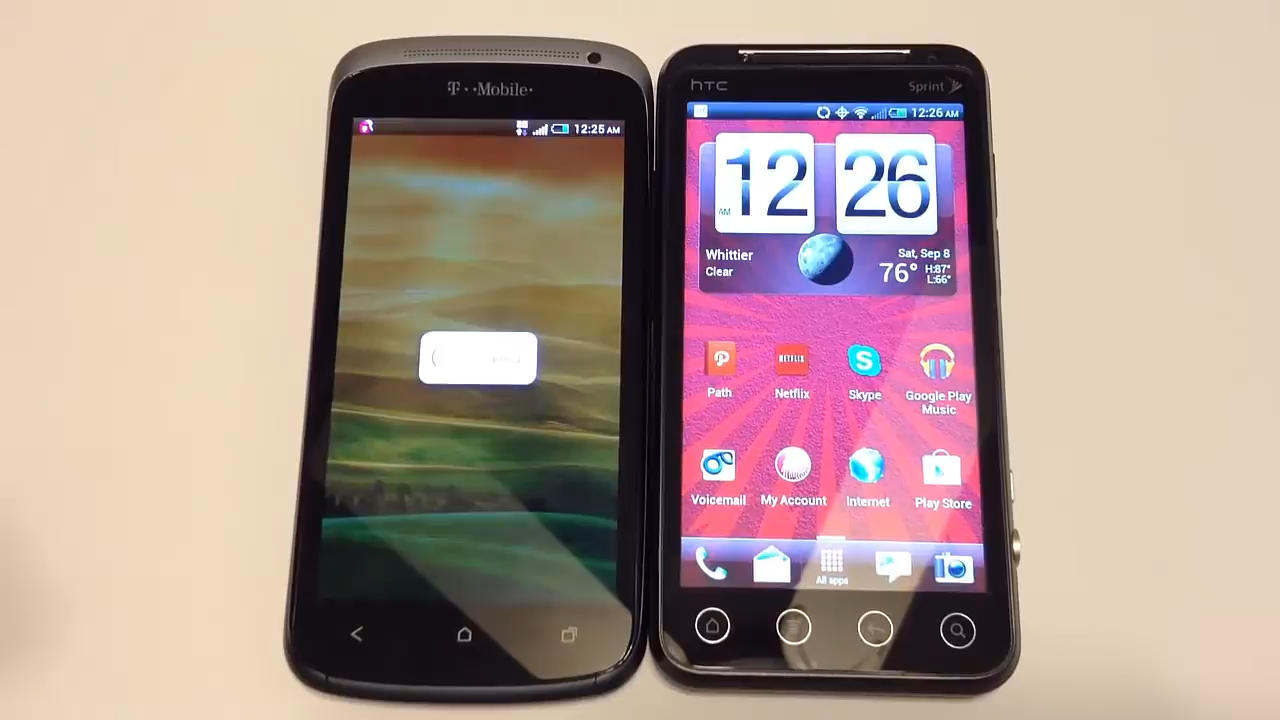 T··Mobile·
12:25 AM
hTC
Sprint
12:26 AM
12 26
AM
Whittier
Clear
Sat, Sep 8
76°
H:87°
L:66°
Path
Netflix
NETFLIX
Skype
Google Play
Music
Voicemail
My Account
Internet
Play Store
All apps